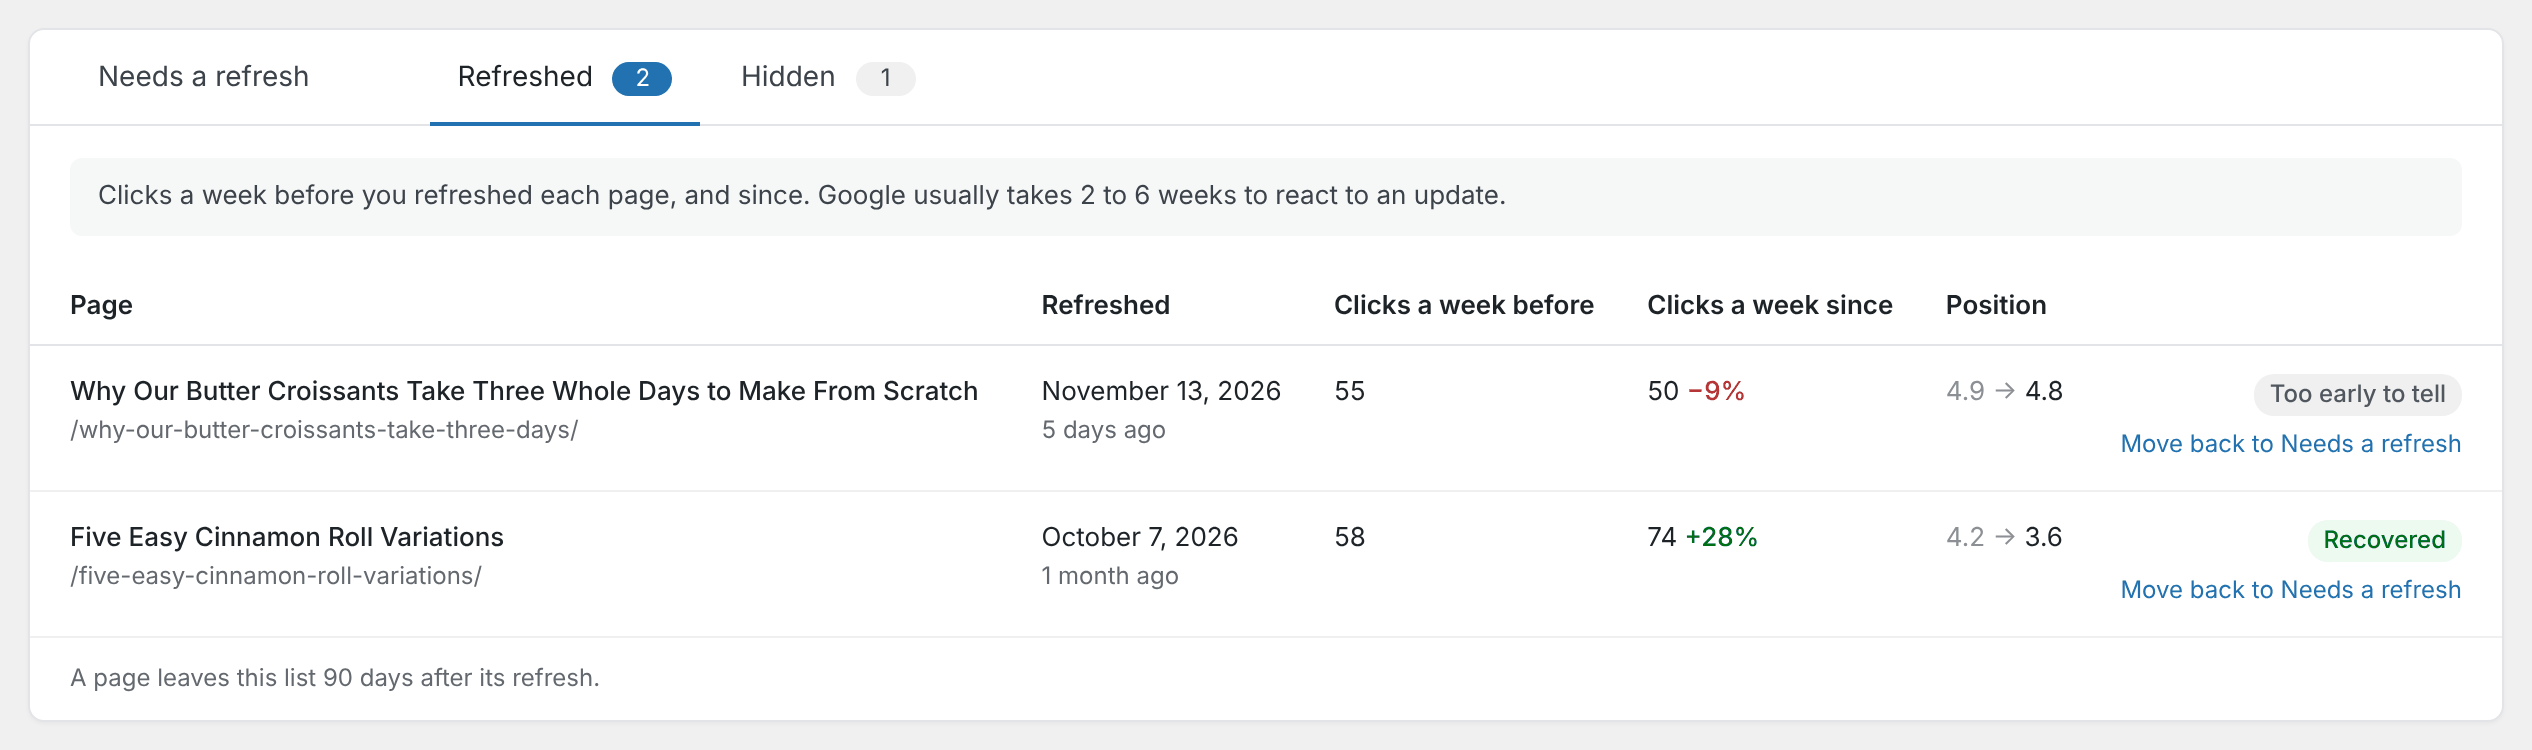 Needs a refresh
Refreshed 2
Hidden 1
Clicks a week before you refreshed each page, and since. Google usually takes 2 to 6 weeks to react to an update.
Page Refreshed Clicks a week before Clicks a week since Position
Why Our Butter Croissants Take Three Whole Days to Make From Scratch November 13, 2026 55 50 −9% 4.9 → 4.8 Too early to tell
/why-our-butter-croissants-take-three-days/ 5 days ago Move back to Needs a refresh
Five Easy Cinnamon Roll Variations October 7, 2026 58 74 +28% 4.2 → 3.6 Recovered
/five-easy-cinnamon-roll-variations/ 1 month ago Move back to Needs a refresh
A page leaves this list 90 days after its refresh.